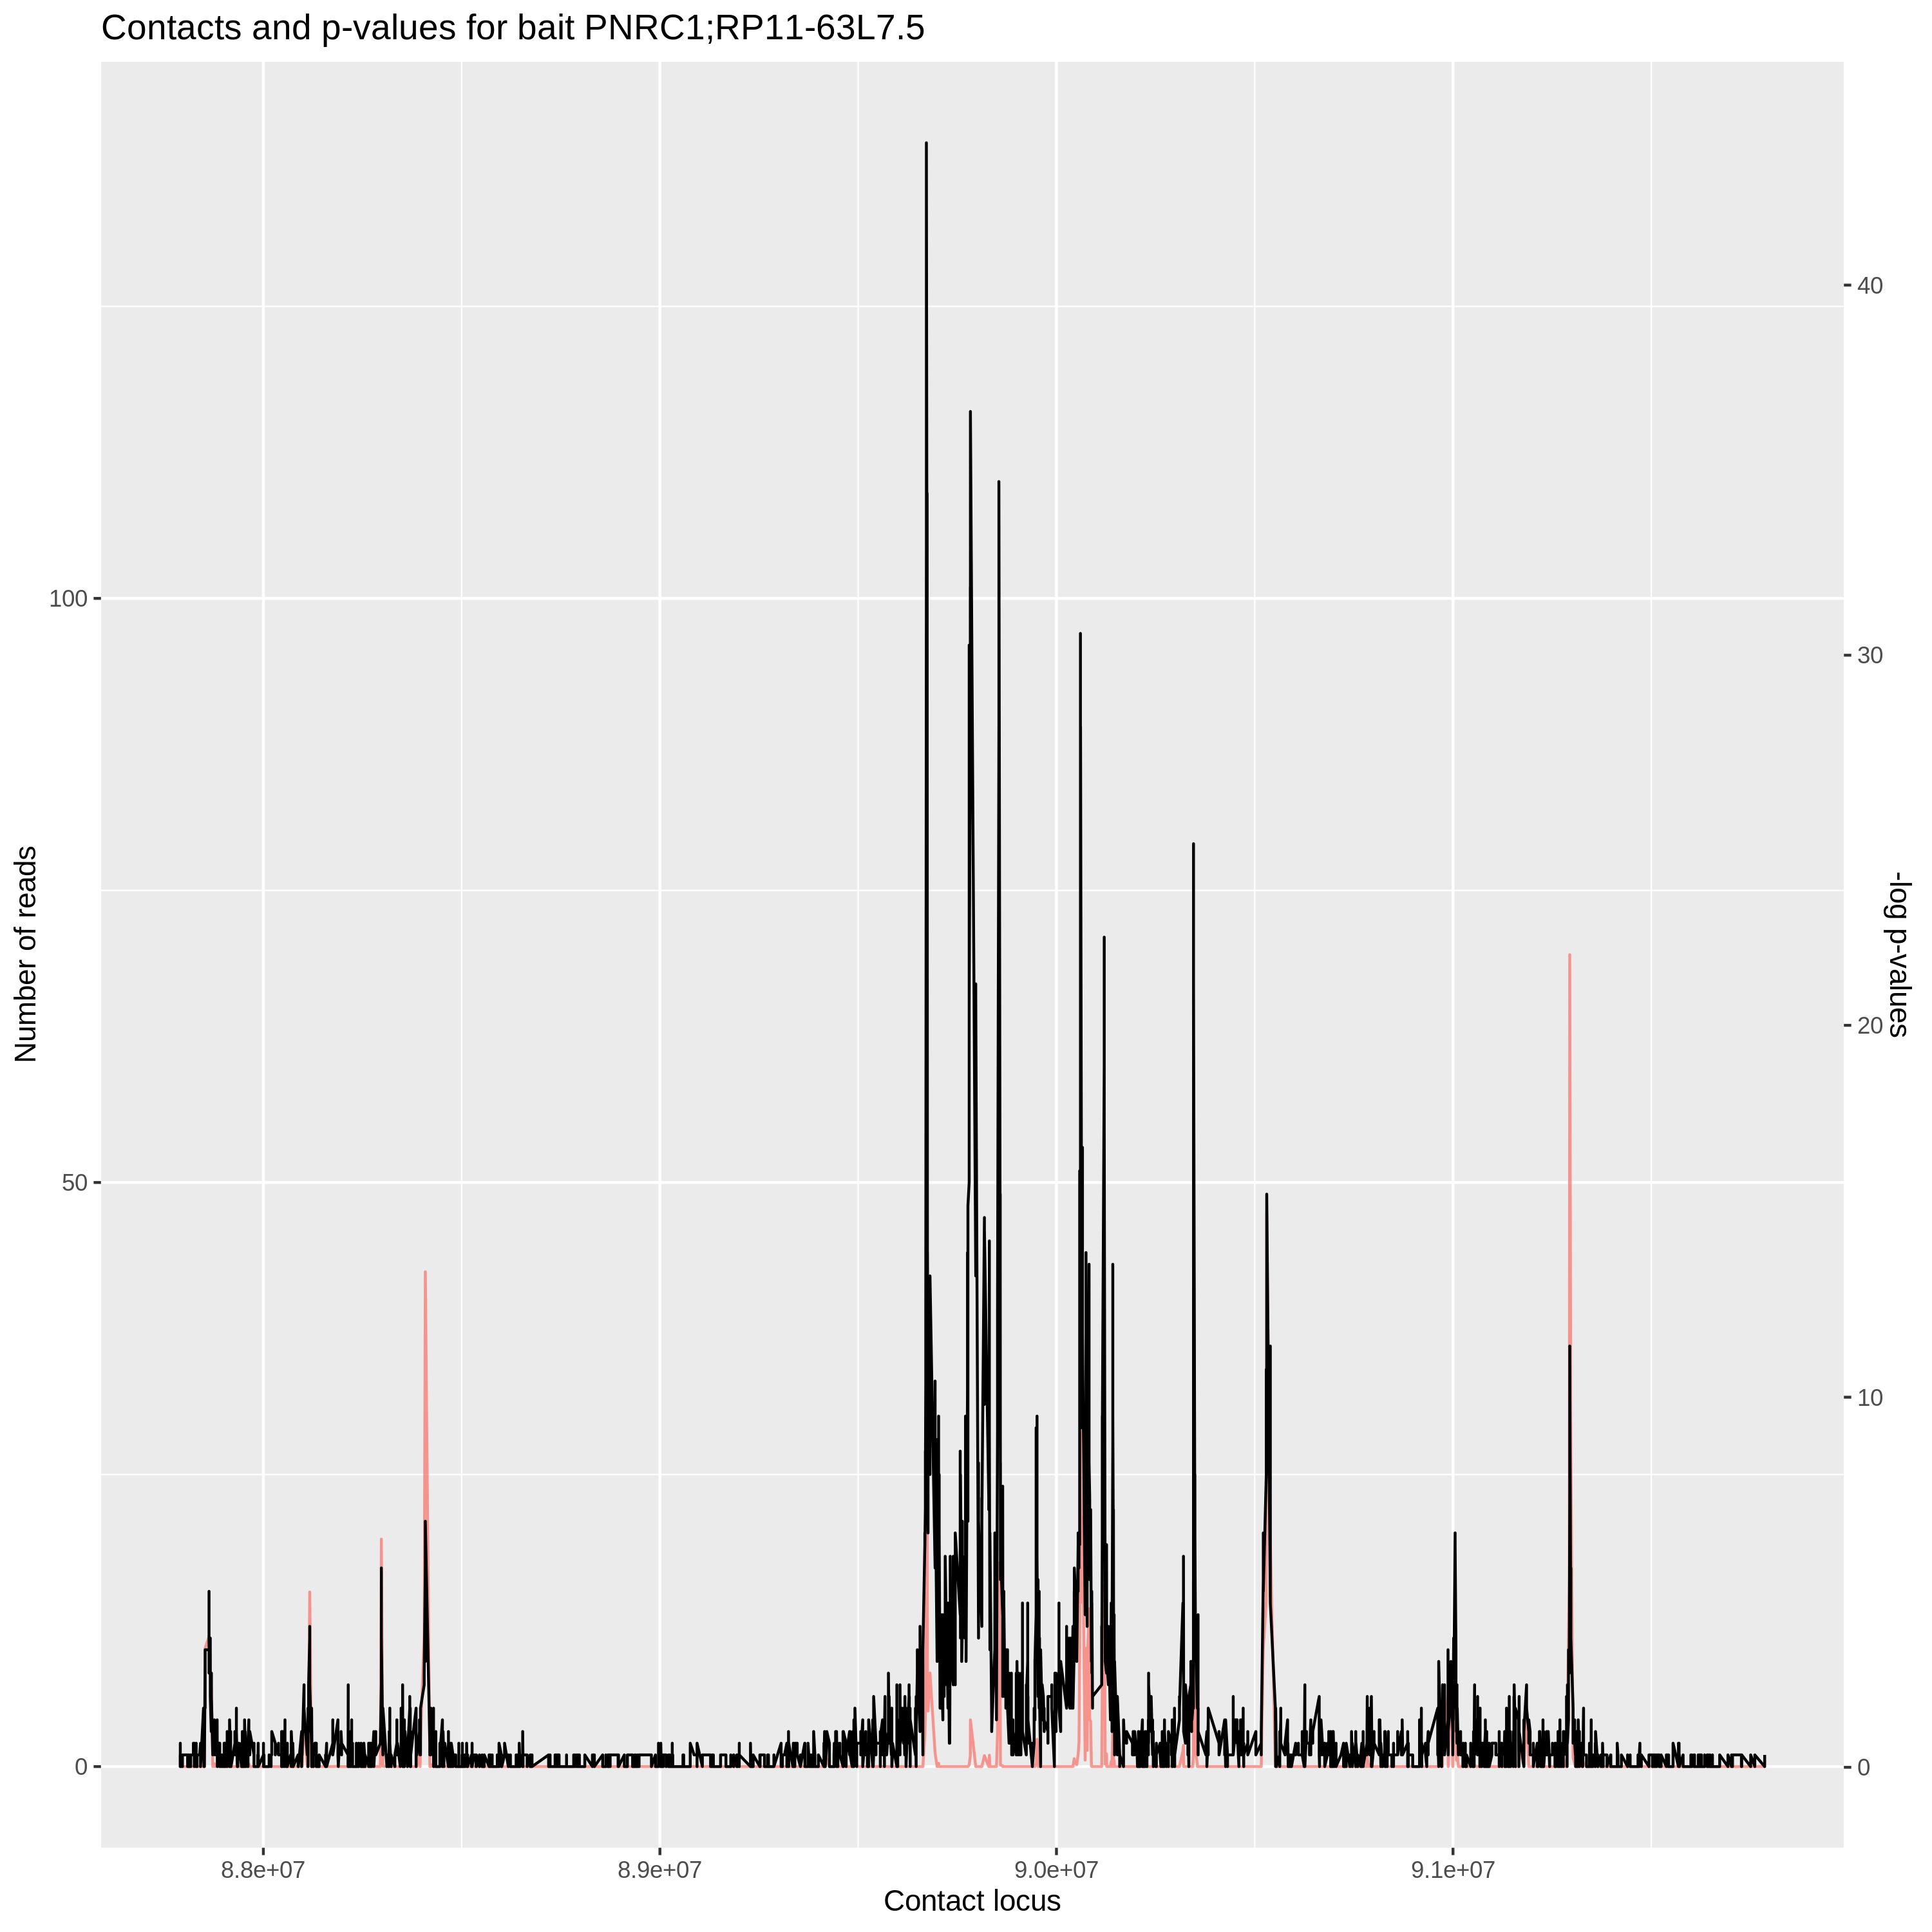 Contacts and p-values for bait PNRC1;RP11-63L7.5
Number of reads
100
50
0
40
30
20
10
0
-log p-values
8.8e+07 8.9e+07 9.0e+07 9.1e+07
Contact locus